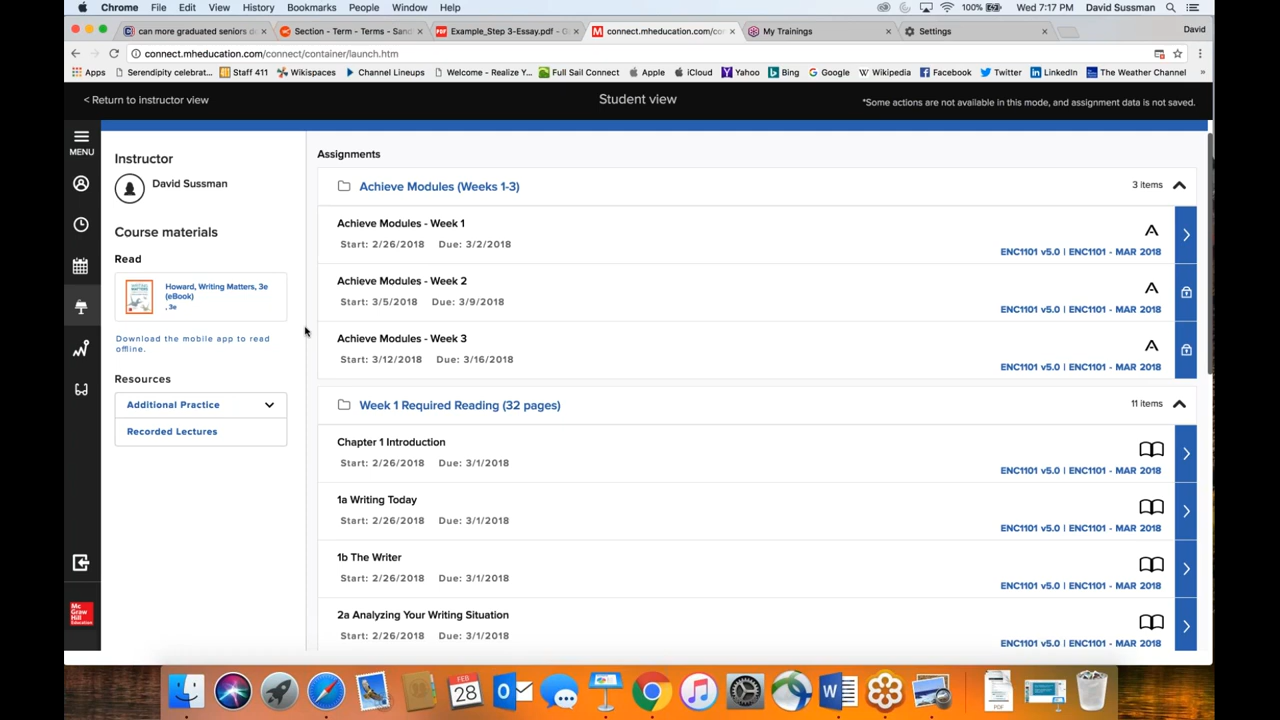 Chrome File Edit View History Bookmarks People Window Help 100% Wed 7:17 PM David Sussman
can more graduated seniors d
Section - Term - Terms - San
Example_Step 3-Essay.pdf - G
connect.mheducation.com/co
My Trainings
Settings
David
connect.mheducation.com/connect/container/launch.htm
Apps Serendipity celebrat... Staff 411 Wikispaces Channel Lineups Welcome - Realize Y... Full Sail Connect Apple iCloud Yahoo Bing Google Wikipedia Facebook Twitter LinkedIn The Weather Channel »
< Return to instructor view
Student view
*Some actions are not available in this mode, and assignment data is not saved.
MENU
Instructor
David Sussman
Course materials
Read
Howard, Writing Matters, 3e
(eBook)
, 3e
Download the mobile app to read
offline.
Resources
Additional Practice
Recorded Lectures
Mc
Graw
Hill
Education
Assignments
Achieve Modules (Weeks 1-3)
3 items
Achieve Modules - Week 1
Start: 2/26/2018 Due: 3/2/2018
ENC1101 v5.0 | ENC1101 - MAR 2018
Achieve Modules - Week 2
Start: 3/5/2018 Due: 3/9/2018
ENC1101 v5.0 | ENC1101 - MAR 2018
Achieve Modules - Week 3
Start: 3/12/2018 Due: 3/16/2018
ENC1101 v5.0 | ENC1101 - MAR 2018
Week 1 Required Reading (32 pages)
11 items
Chapter 1 Introduction
Start: 2/26/2018 Due: 3/1/2018
ENC1101 v5.0 | ENC1101 - MAR 2018
1a Writing Today
Start: 2/26/2018 Due: 3/1/2018
ENC1101 v5.0 | ENC1101 - MAR 2018
1b The Writer
Start: 2/26/2018 Due: 3/1/2018
ENC1101 v5.0 | ENC1101 - MAR 2018
2a Analyzing Your Writing Situation
Start: 2/26/2018 Due: 3/1/2018
ENC1101 v5.0 | ENC1101 - MAR 2018
FEB
28
PDF